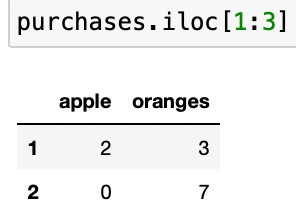 purchases.iloc[1:3]
apple oranges
1 2 3
2 0 7